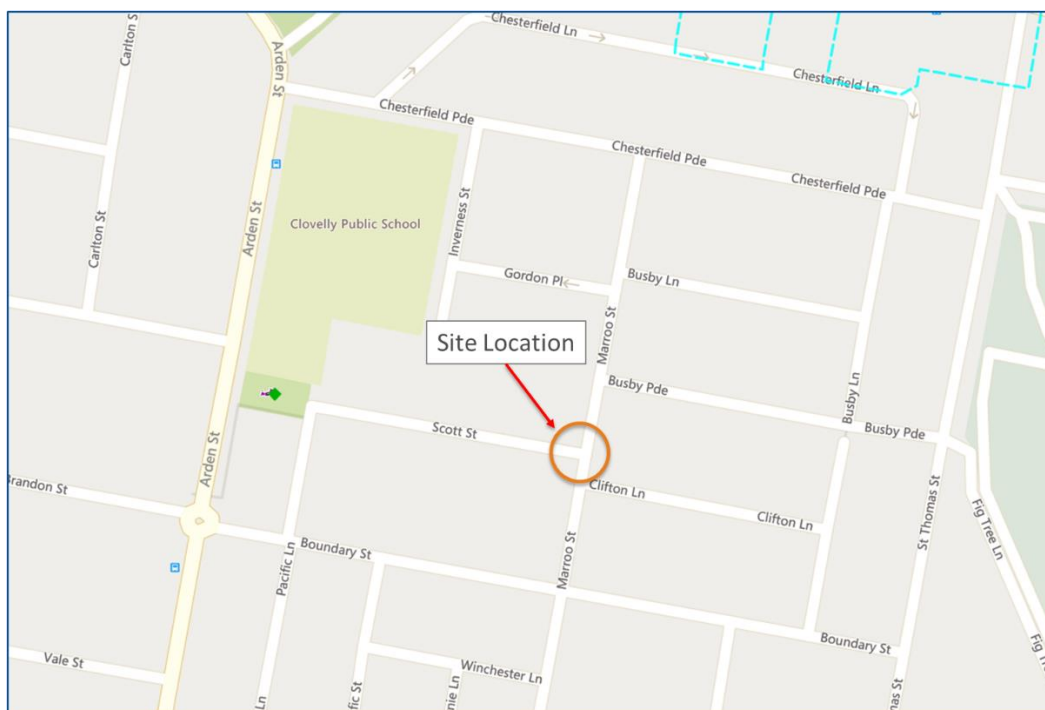 Carlton St
Chesterfield Ln
Arden St
Chesterfield Ln
Chesterfield Pde
Chesterfield Pde
Chesterfield Pde
Carlton St
Arden St
Clovelly Public School
Inverness St
Gordon Pl
Busby Ln
Marroo St
Site Location
Busby Pde
Busby Ln
Busby Pde
Scott St
Arden St
Clifton Ln
Clifton Ln
St Thomas St
Fig Tree Ln
Brandon St
Boundary St
Pacific Ln
Marroo St
Boundary St
Vale St
Winchester Ln
Ln